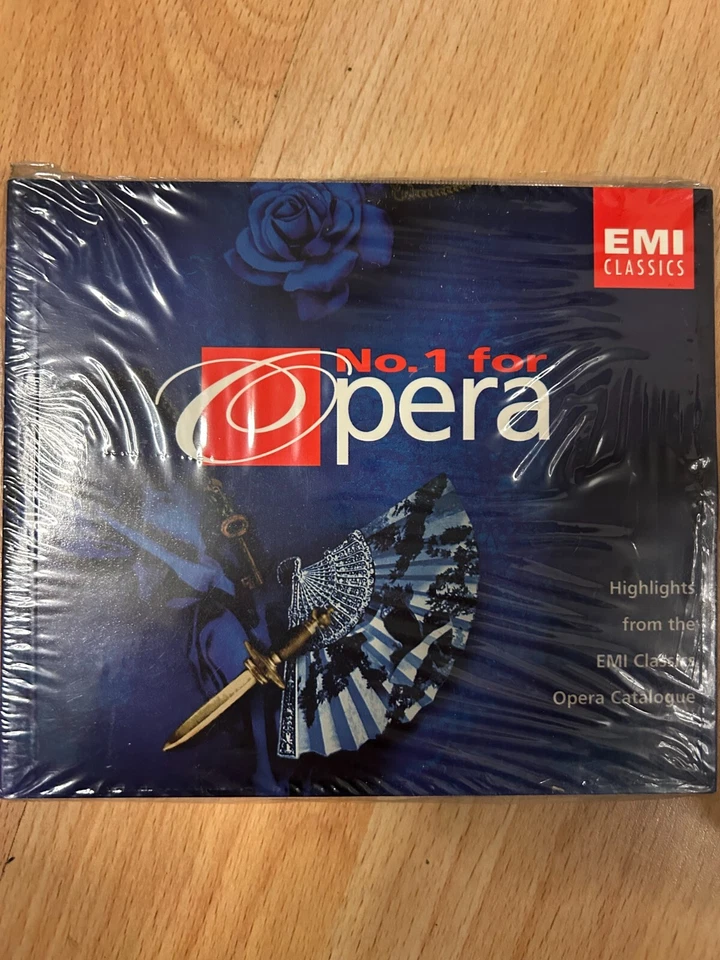 EMI
CLASSICS
No.1 for
Opera
Highlights
from the
EMI Classics
Opera Catalogue